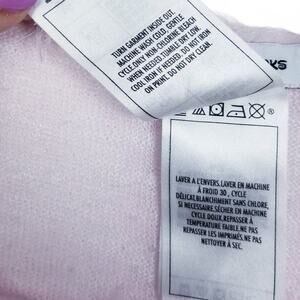 TURN GARMENT INSIDE OUT.
MACHINE WASH COLD, GENTLE
CYCLE.ONLY NON-CHLORINE BLEACH
WHEN NEEDED.TUMBLE DRY LOW.
COOL IRON IF NEEDED. DO NOT IRON
ON PRINT. DO NOT DRY CLEAN.
KS
LAVER A L'ENVERS.LAVER EN MACHINE
À FROID 30 , CYCLE
DÉLICAT.BLANCHIMENT SANS CHLORE,
SI NECESSAIRE.SÉCHER EN MACHINE
CYCLE DOUX.REPASSER À
TEMPERATURE FAIBLE.NE PAS
REPASSER LES IMPRIMÉS.NE PAS
NETTOYER À SEC.